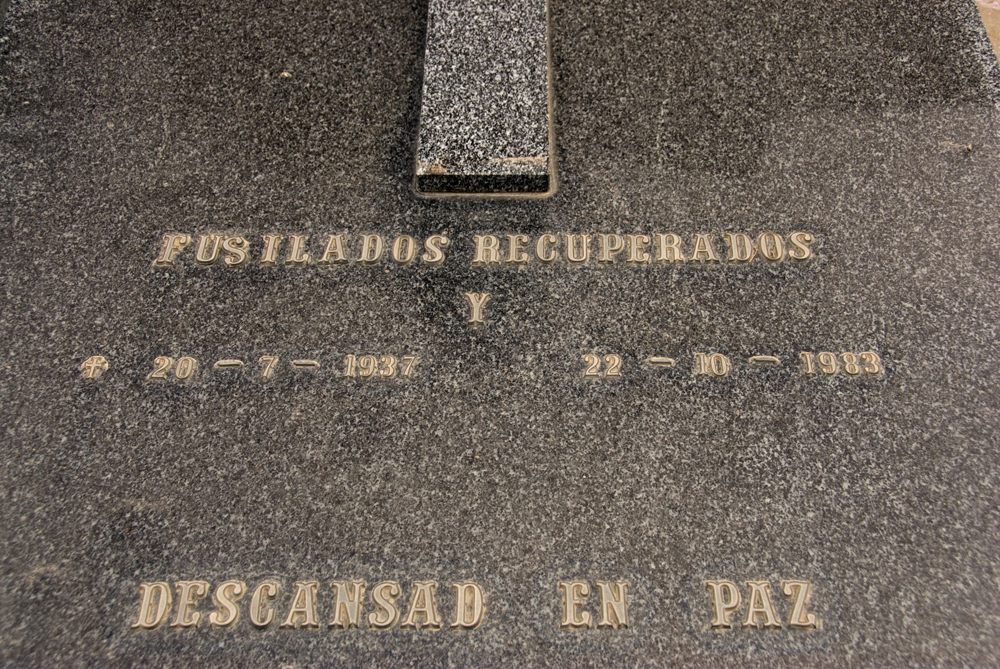 FUSILADOS RECUPERADOS
Y
✝ 20 - 7 - 1937 22 - 10 - 1983
DESCANSAD EN PAZ